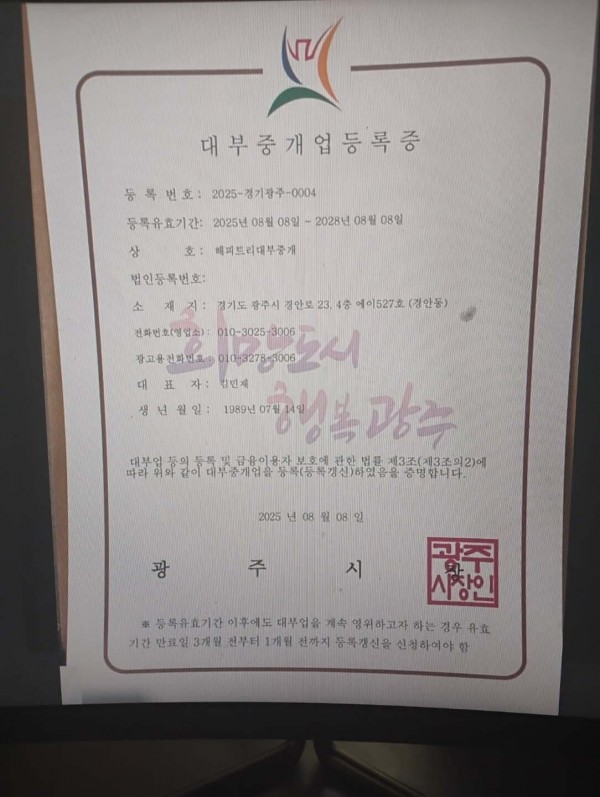 대부중개업등록증
등 록 번 호 : 2025-경기광주-0004
등록유효기간: 2025년 08월 08일 ~ 2028년 08월 08일
상 호 : 해피트리대부중개
법인등록번호:
소 재 지 : 경기도 광주시 경안로 23, 4층 에이527호 (경안동)
전화번호(영업소) : 010-3025-3006
광고용전화번호 : 010-3278-3006
희망도시
대 표 자 : 김민재
행복광주
생 년 월 일 : 1989년 07월 14일
대부업 등의 등록 및 금융이용자 보호에 관한 법률 제3조(제3조의2)에
따라 위와 같이 대부중개업을 등록(등록갱신)하였음을 증명합니다.
2025 년 08 월 08 일
광 주 시 장
광주
시장인
※ 등록유효기간 이후에도 대부업을 계속 영위하고자 하는 경우 유효
기간 만료일 3개월 전부터 1개월 전까지 등록갱신을 신청하여야 함